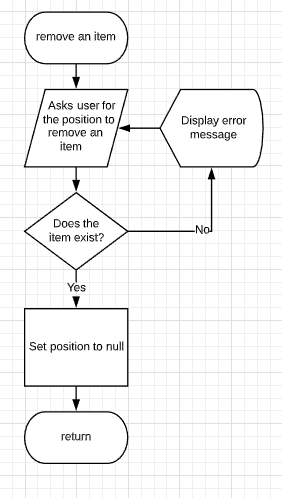 remove an item
Asks user for
the position to
remove an
item
Display error
message
Does the
item exist?
No
Yes
Set position to null
return